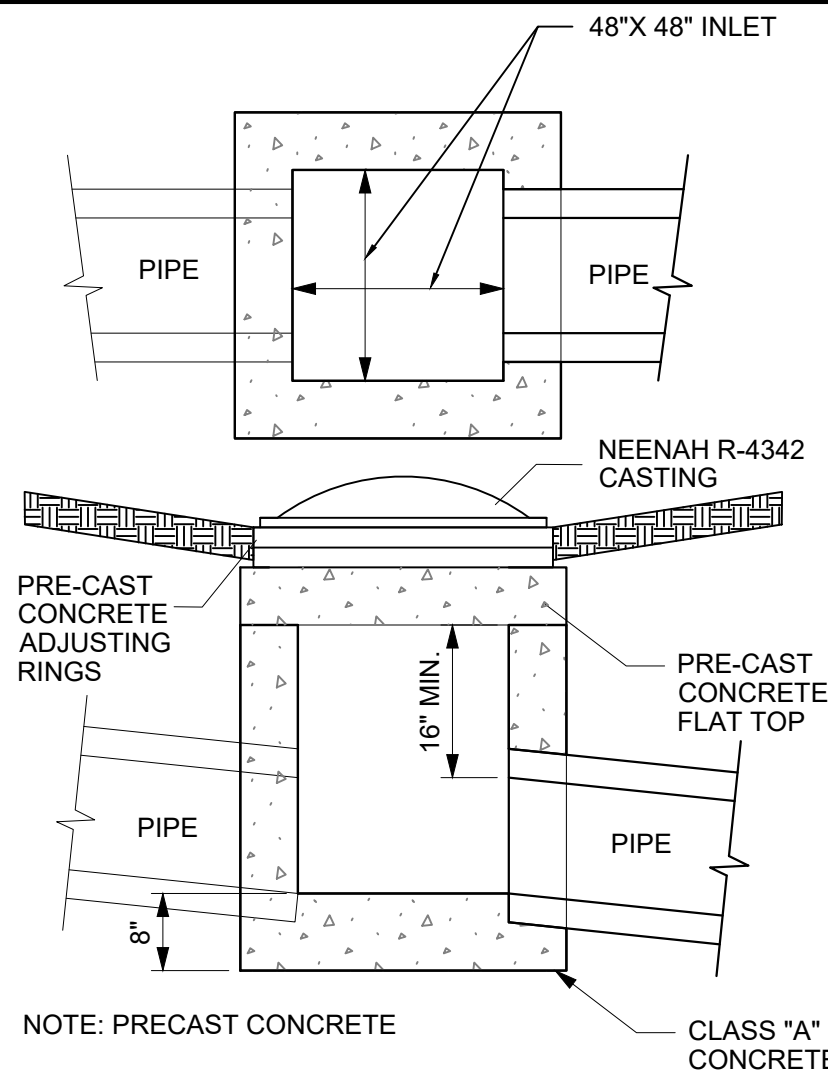 48"X 48" INLET
PIPE
PIPE
NEENAH R-4342
CASTING
PRE-CAST
CONCRETE
ADJUSTING
RINGS
16" MIN.
PRE-CAST
CONCRETE
FLAT TOP
PIPE
PIPE
8"
NOTE: PRECAST CONCRETE
CLASS "A"
CONCRETE